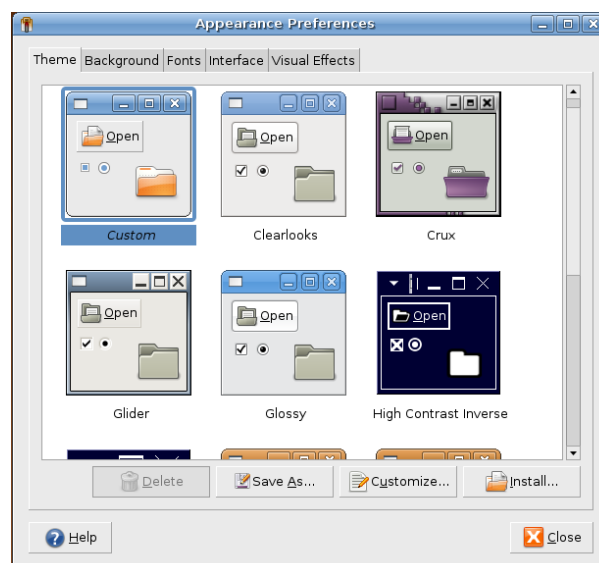 Appearance Preferences
Theme Background Fonts Interface Visual Effects
Open Open Open
Custom Clearlooks Crux
Open Open Open
Glider Glossy High Contrast Inverse
Delete Save As... Customize... Install...
Help Close